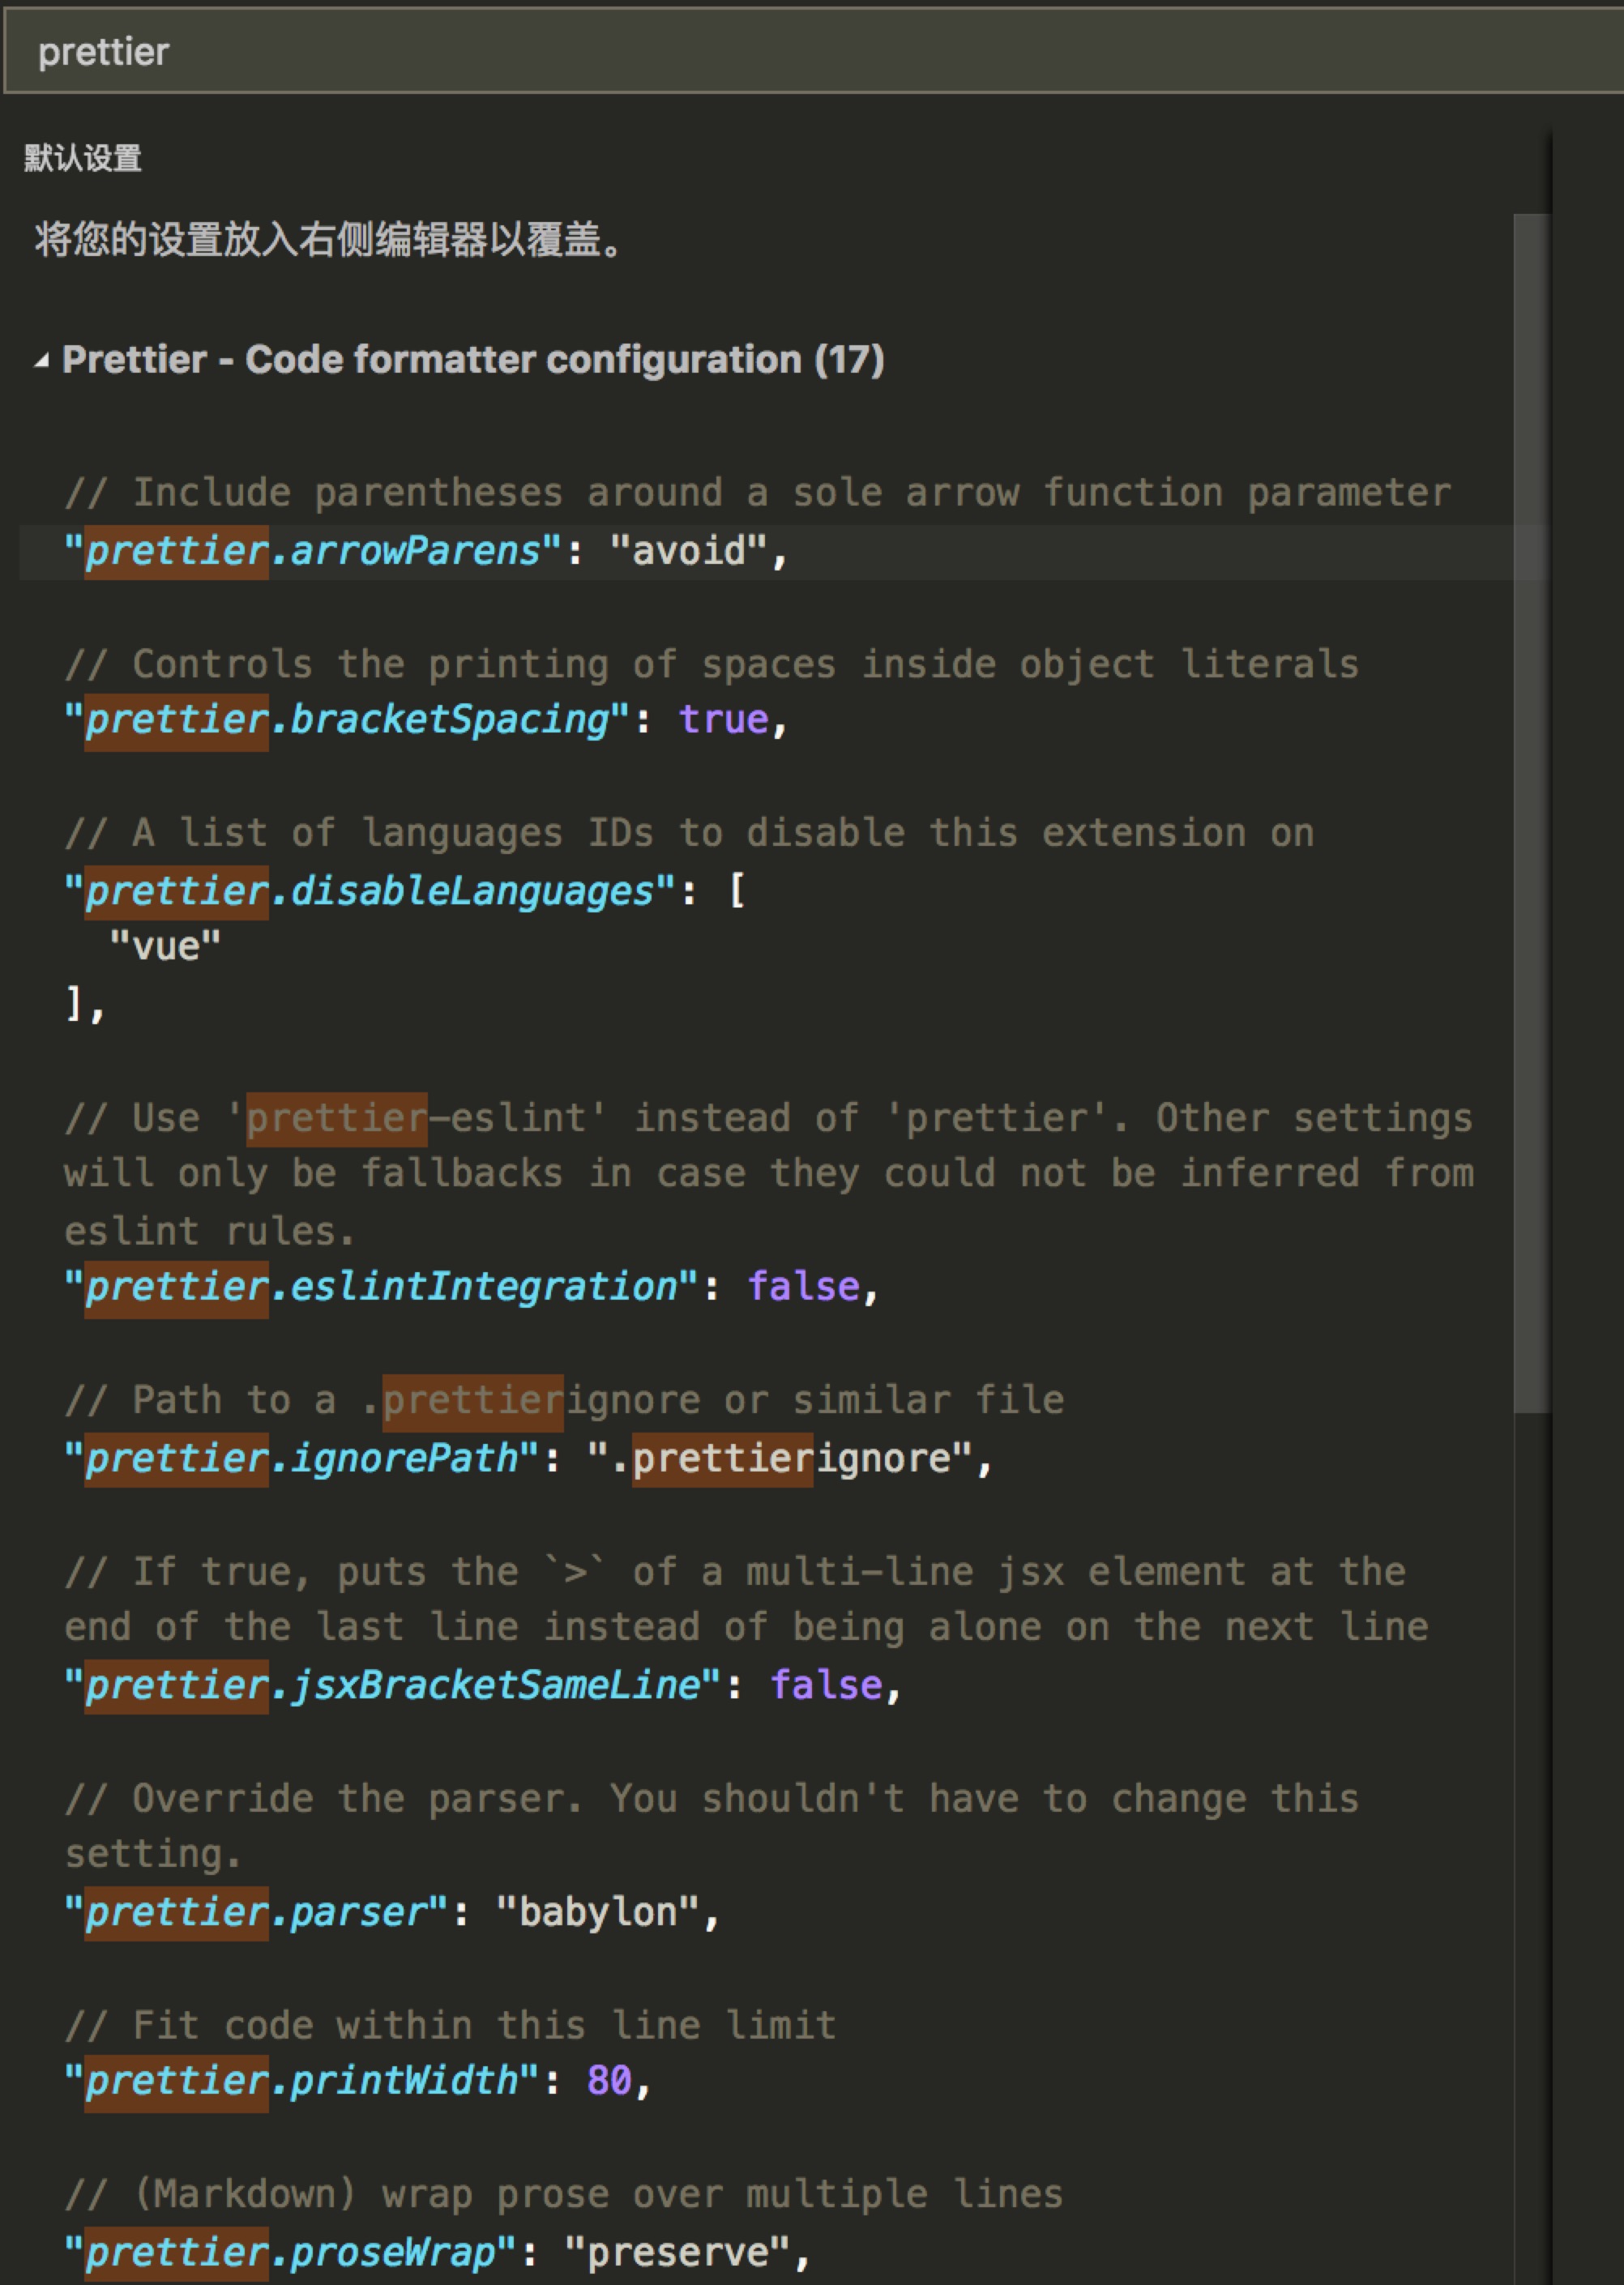 prettier
默认设置
将您的设置放入右侧编辑器以覆盖。
Prettier - Code formatter configuration (17)
// Include parentheses around a sole arrow function parameter
"prettier.arrowParens": "avoid",
// Controls the printing of spaces inside object literals
"prettier.bracketSpacing": true,
// A list of languages IDs to disable this extension on
"prettier.disableLanguages": [
"vue"
],
// Use 'prettier-eslint' instead of 'prettier'. Other settings
will only be fallbacks in case they could not be inferred from
eslint rules.
"prettier.eslintIntegration": false,
// Path to a .prettierignore or similar file
"prettier.ignorePath": ".prettierignore",
// If true, puts the `>` of a multi-line jsx element at the
end of the last line instead of being alone on the next line
"prettier.jsxBracketSameLine": false,
// Override the parser. You shouldn't have to change this
setting.
"prettier.parser": "babylon",
// Fit code within this line limit
"prettier.printWidth": 80,
// (Markdown) wrap prose over multiple lines
"prettier.proseWrap": "preserve",